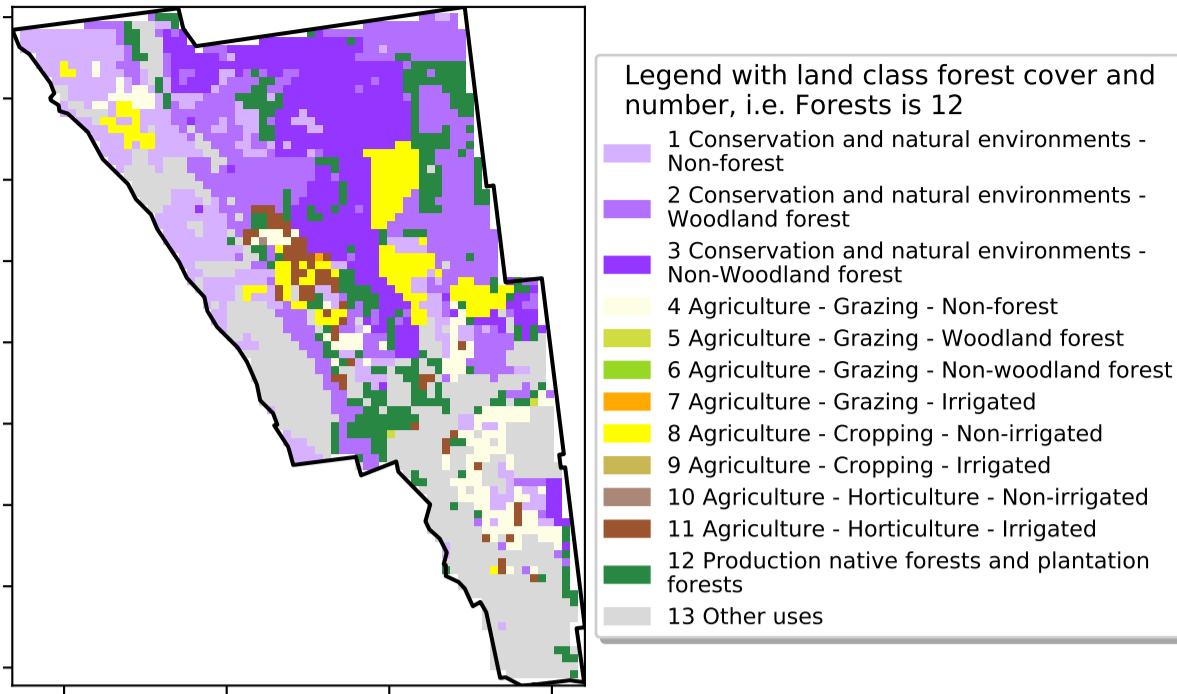 Legend with land class forest cover and
number, i.e. Forests is 12
1 Conservation and natural environments -
Non-forest
2 Conservation and natural environments -
Woodland forest
3 Conservation and natural environments -
Non-Woodland forest
4 Agriculture - Grazing - Non-forest
5 Agriculture - Grazing - Woodland forest
6 Agriculture - Grazing - Non-woodland forest
7 Agriculture - Grazing - Irrigated
8 Agriculture - Cropping - Non-irrigated
9 Agriculture - Cropping - Irrigated
10 Agriculture - Horticulture - Non-irrigated
11 Agriculture - Horticulture - Irrigated
12 Production native forests and plantation
forests
13 Other uses